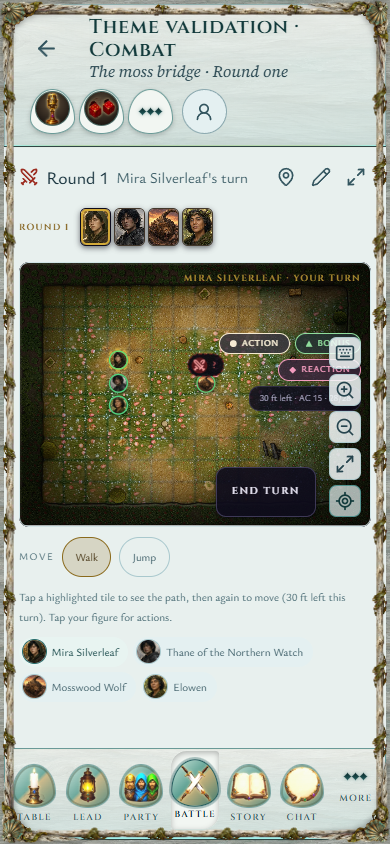 Theme validation ·
Combat
The moss bridge · Round one
Round 1 Mira Silverleaf's turn
ROUND 1
MIRA SILVERLEAF · YOUR TURN
ACTION
REACTION
30 ft left · AC 15 ·
END TURN
MOVE Walk Jump
Tap a highlighted tile to see the path, then again to move (30 ft left this
turn). Tap your figure for actions.
Mira Silverleaf Thane of the Northern Watch
Mosswood Wolf Elowen
TABLE LEAD PARTY BATTLE STORY CHAT MORE